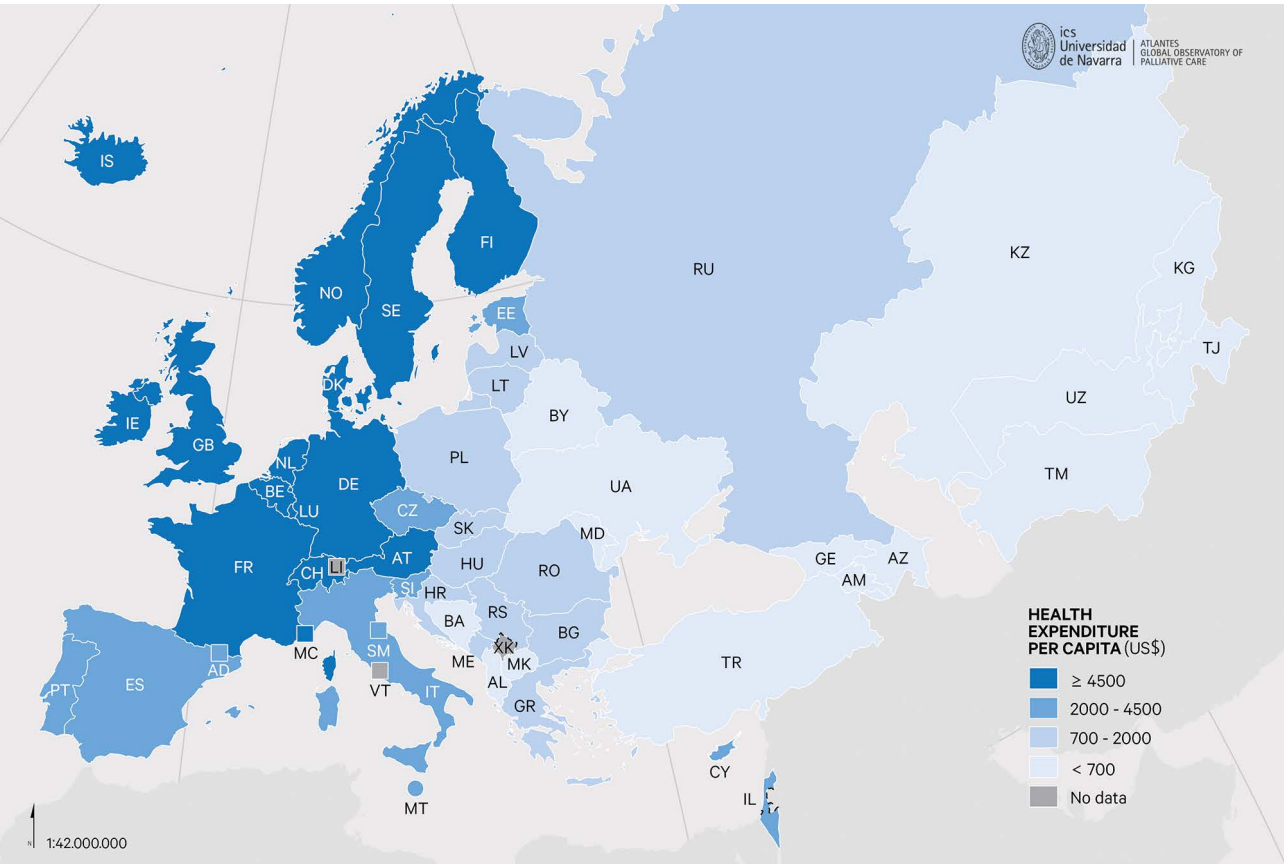 ics
Universidad
de Navarra
ATLANTES
GLOBAL OBSERVATORY OF
PALLIATIVE CARE
IS
FI
NO
SE
RU
KZ
KG
EE
LV
LT
TJ
DK
IE
GB
BY
UZ
NL
BE
DE
LU
PL
UA
TM
CZ
SK
MD
FR
CH
LI
AT
HU
RO
GE
AZ
AM
SI
HR
BA
RS
BG
MC
SM
AD
ME
XK
MK
PT
ES
VT
IT
AL
GR
TR
MT
CY
IL
HEALTH
EXPENDITURE
PER CAPITA (US$)
≥ 4500
2000 - 4500
700 - 2000
< 700
No data
N
1:42.000.000